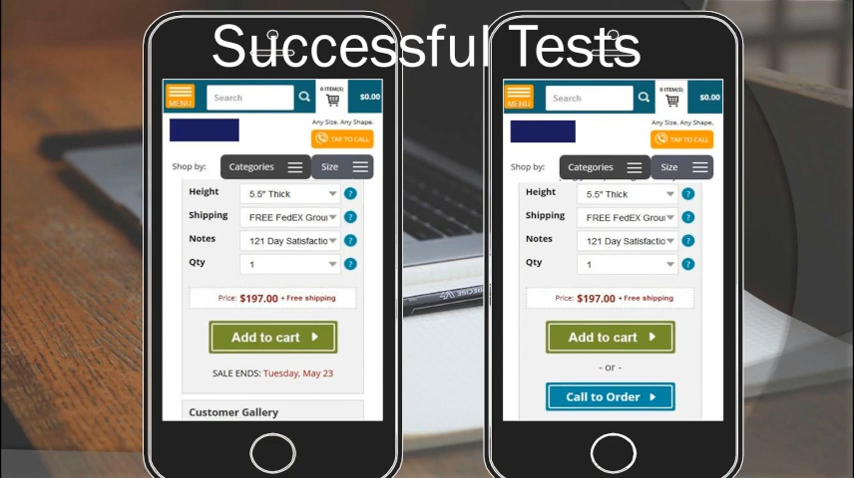 Successful Tests
MENU
Search
0 ITEM(S)
$0.00
Any Size. Any Shape.
TAP TO CALL
Shop by:
Categories
Size
Height
5.5" Thick
?
Shipping
FREE FedEX Grou
?
Notes
121 Day Satisfactio
?
Qty
1
?
Price: $197.00 + Free shipping
Add to cart
SALE ENDS: Tuesday, May 23
Customer Gallery
MENU
Search
0 ITEM(S)
$0.00
Any Size. Any Shape.
TAP TO CALL
Shop by:
Categories
Size
Height
5.5" Thick
?
Shipping
FREE FedEX Grou
?
Notes
121 Day Satisfactio
?
Qty
1
?
Price: $197.00 + Free shipping
Add to cart
- or -
Call to Order